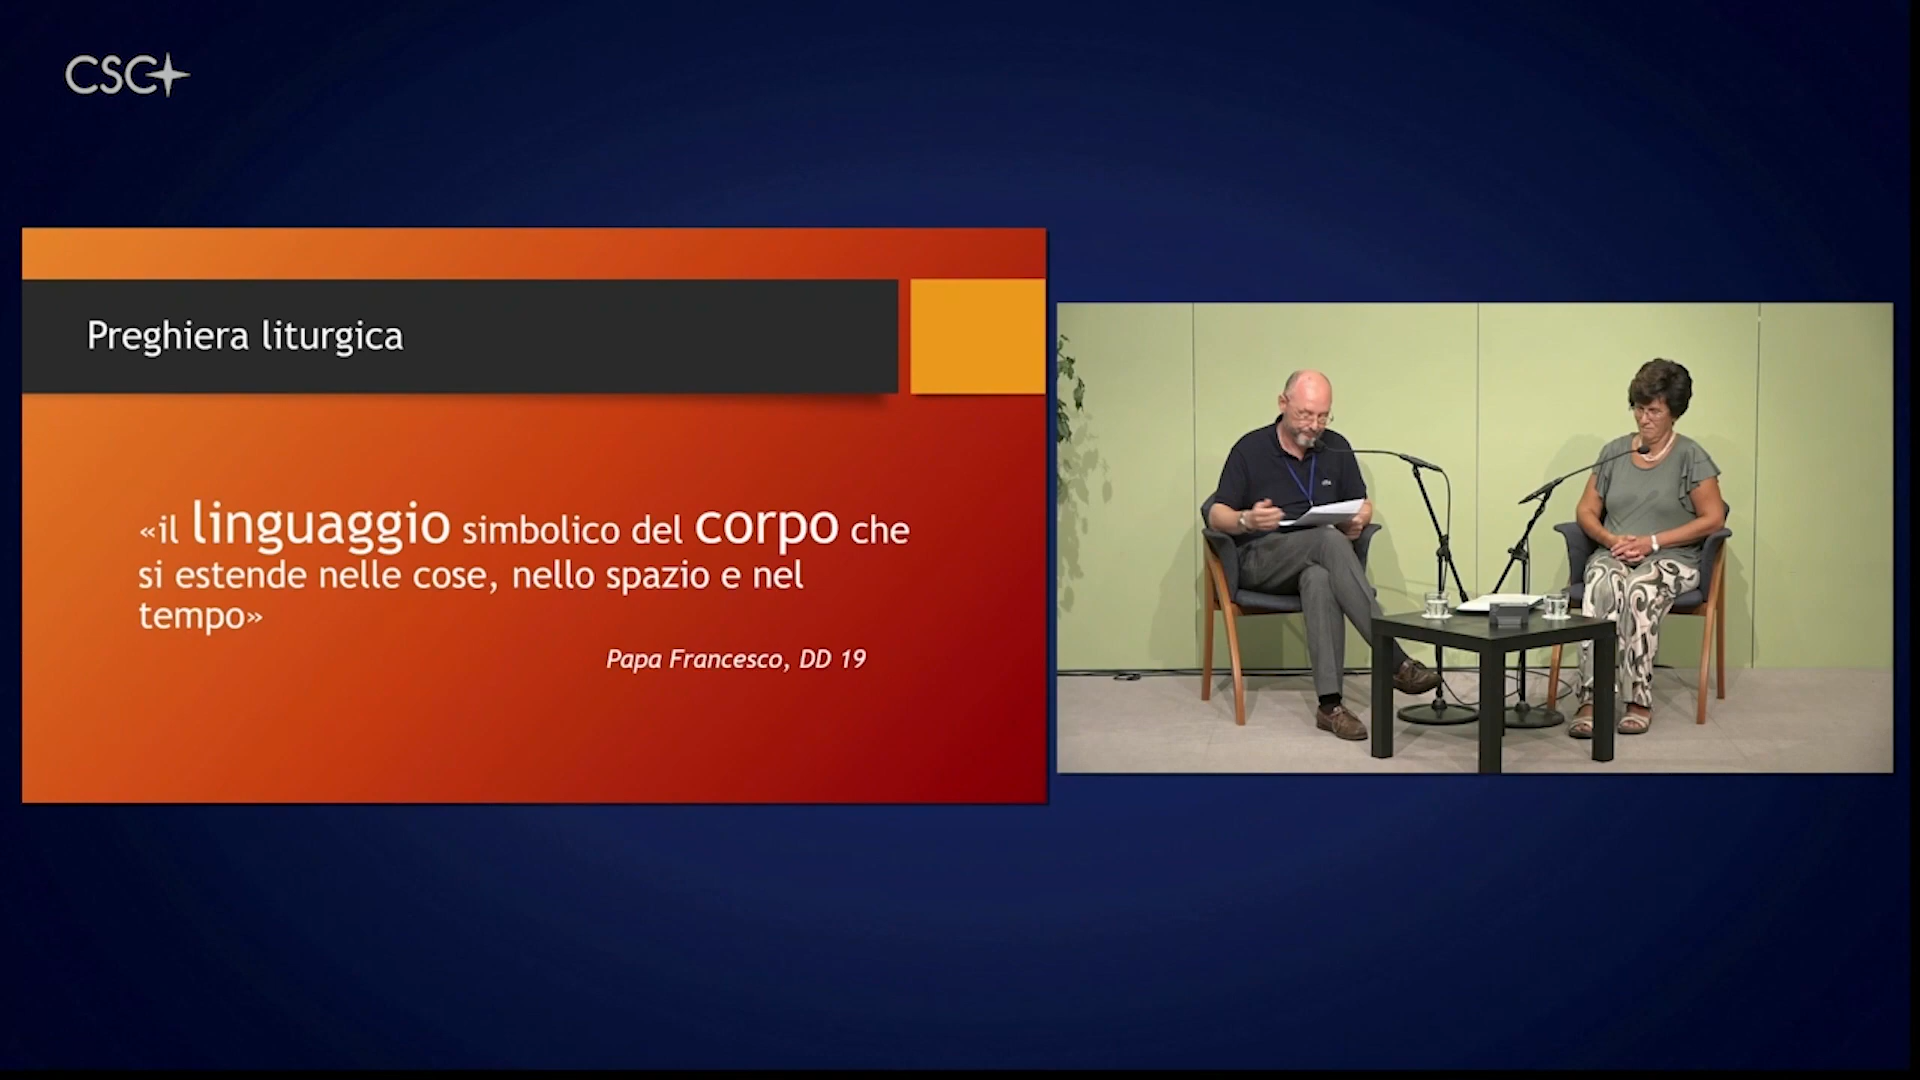 CSC
Preghiera liturgica
«il linguaggio simbolico del corpo che
si estende nelle cose, nello spazio e nel
tempo»
Papa Francesco, DD 19